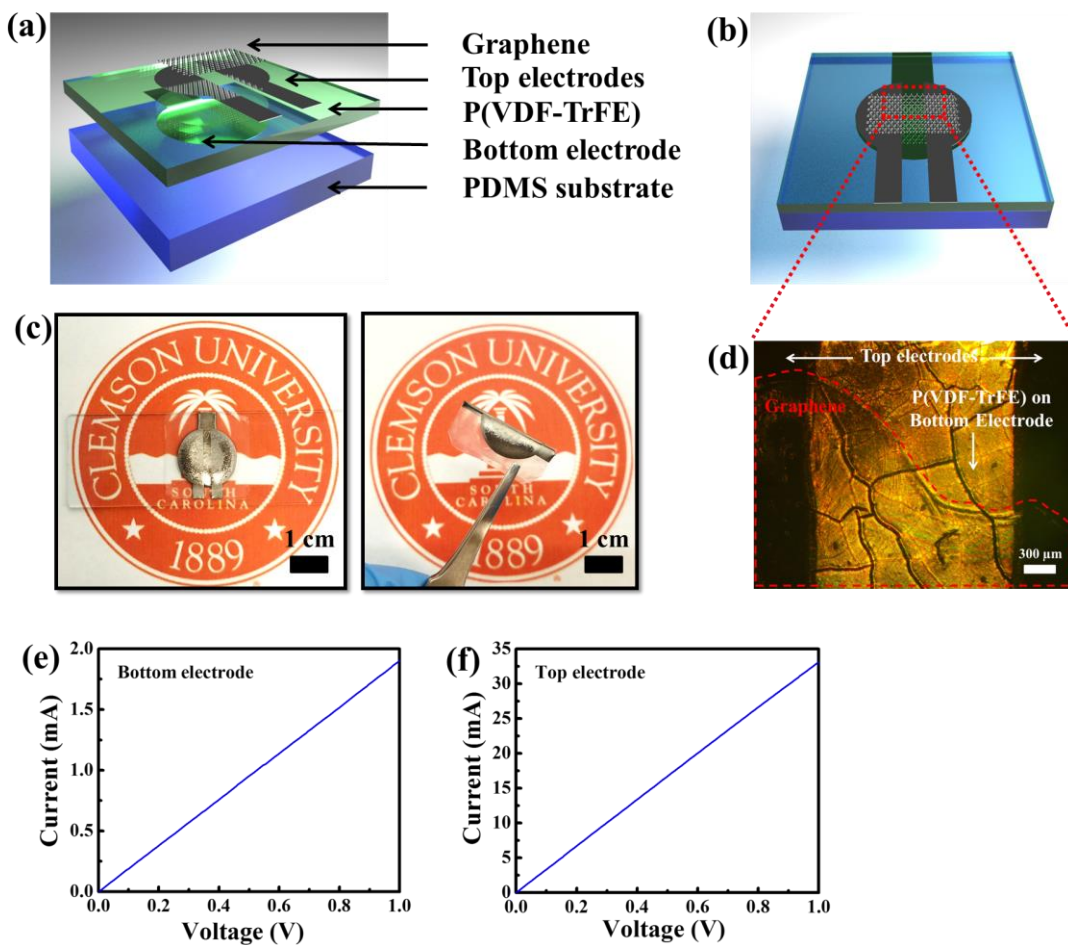 (a)
Graphene
Top electrodes
P(VDF-TrFE)
Bottom electrode
PDMS substrate
(b)
(c)
CLEMSON UNIVERSITY
SOUTH
CAROLINA
1889
1 cm
CLEMSON UNIVERSITY
CAROLINA
889
1 cm
(d)
Top electrodes
Graphene
P(VDF-TrFE) on
Bottom Electrode
300 µm
(e)
Bottom electrode
Current (mA)
2.0
1.5
1.0
0.5
0.0
0.0 0.2 0.4 0.6 0.8 1.0
Voltage (V)
(f)
Top electrode
Current (mA)
35
30
25
20
15
10
5
0
0.0 0.2 0.4 0.6 0.8 1.0
Voltage (V)